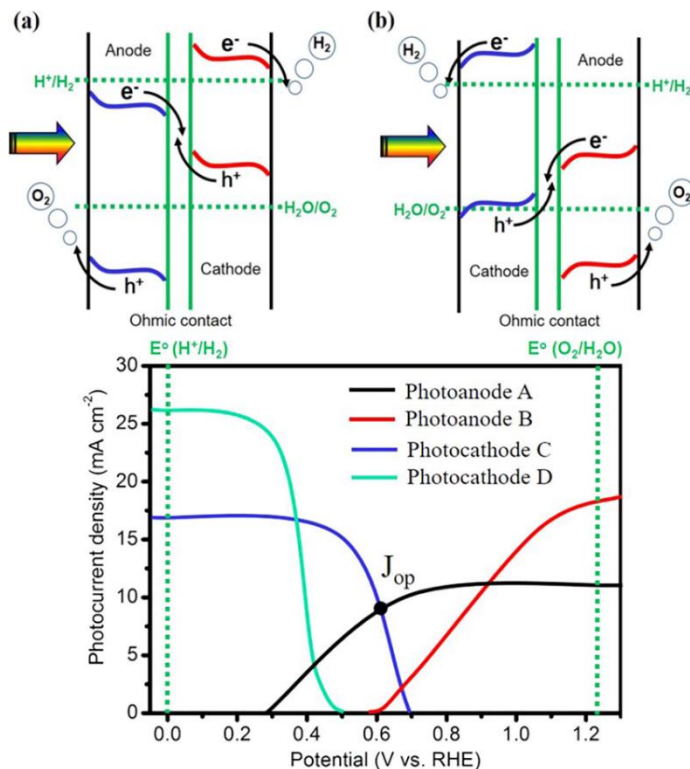 (a)
Anode
e⁻
H₂
H⁺/H₂
e⁻
h⁺
O₂
H₂O/O₂
h⁺
Cathode
Ohmic contact
(b)
H₂
Anode
H⁺/H₂
e⁻
h⁺
H₂O/O₂
O₂
h⁺
Cathode
Ohmic contact
E° (H⁺/H₂)
E° (O₂/H₂O)
Photocurrent density (mA cm⁻²)
30
25
20
15
10
5
0
Photoanode A
Photoanode B
Photocathode C
Photocathode D
Jop
0.0 0.2 0.4 0.6 0.8 1.0 1.2
Potential (V vs. RHE)